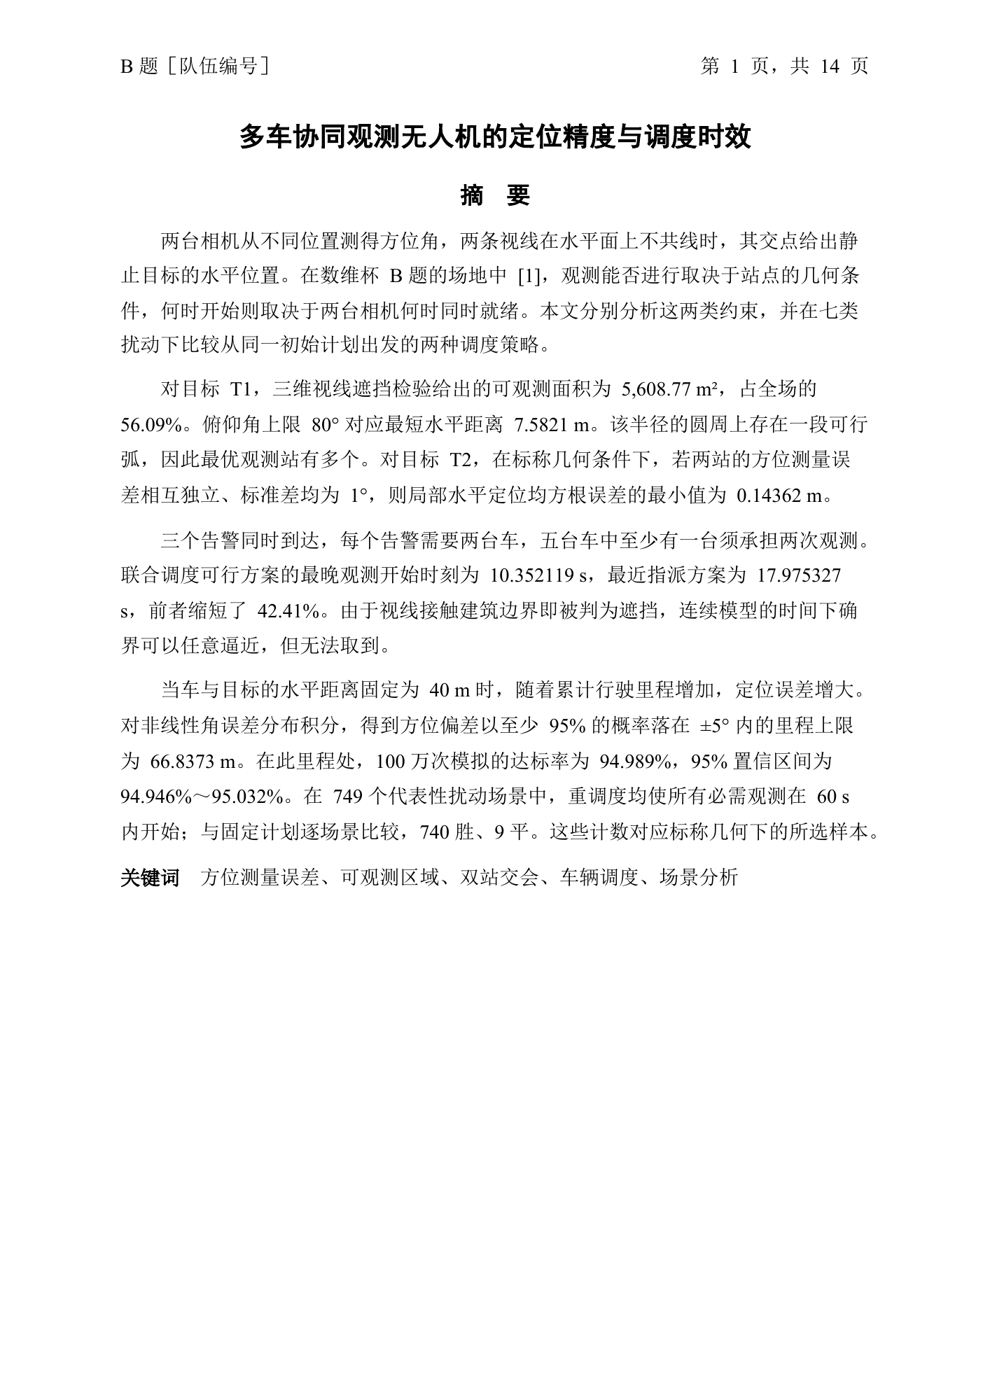 B 题［队伍编号］ 第 1 页，共 14 页
多车协同观测无人机的定位精度与调度时效
摘 要
两台相机从不同位置测得方位角，两条视线在水平面上不共线时，其交点给出静
止目标的水平位置。在数维杯 B 题的场地中 [1]，观测能否进行取决于站点的几何条
件，何时开始则取决于两台相机何时同时就绪。本文分别分析这两类约束，并在七类
扰动下比较从同一初始计划出发的两种调度策略。
对目标 T1，三维视线遮挡检验给出的可观测面积为 5,608.77 m²，占全场的
56.09%。俯仰角上限 80° 对应最短水平距离 7.5821 m。该半径的圆周上存在一段可行
弧，因此最优观测站有多个。对目标 T2，在标称几何条件下，若两站的方位测量误
差相互独立、标准差均为 1°，则局部水平定位均方根误差的最小值为 0.14362 m。
三个告警同时到达，每个告警需要两台车，五台车中至少有一台须承担两次观测。
联合调度可行方案的最晚观测开始时刻为 10.352119 s，最近指派方案为 17.975327
s，前者缩短了 42.41%。由于视线接触建筑边界即被判为遮挡，连续模型的时间下确
界可以任意逼近，但无法取到。
当车与目标的水平距离固定为 40 m 时，随着累计行驶里程增加，定位误差增大。
对非线性角误差分布积分，得到方位偏差以至少 95% 的概率落在 ±5° 内的里程上限
为 66.8373 m。在此里程处，100 万次模拟的达标率为 94.989%，95% 置信区间为
94.946%～95.032%。在 749 个代表性扰动场景中，重调度均使所有必需观测在 60 s
内开始；与固定计划逐场景比较，740 胜、9 平。这些计数对应标称几何下的所选样本。
关键词 方位测量误差、可观测区域、双站交会、车辆调度、场景分析